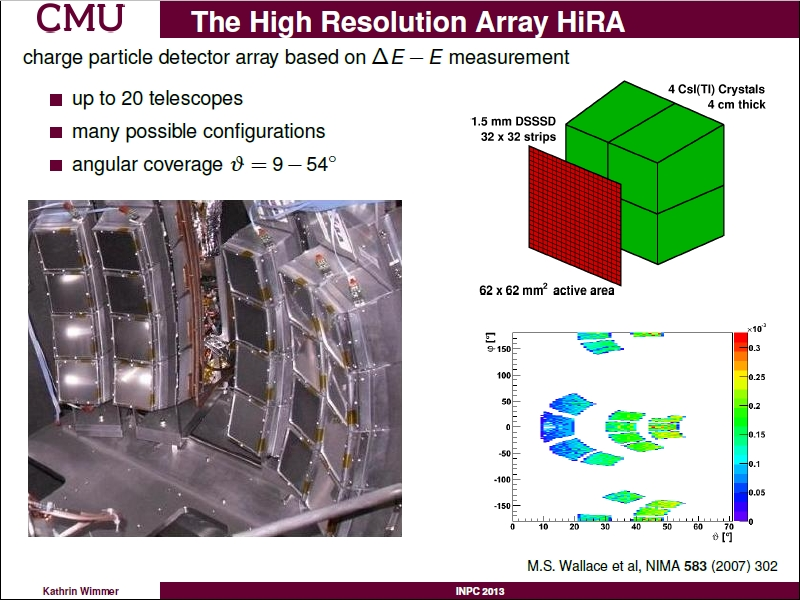 CMU
The High Resolution Array HiRA
charge particle detector array based on ΔE − E measurement
up to 20 telescopes
many possible configurations
angular coverage ϑ = 9 − 54°
4 CsI(Tl) Crystals
4 cm thick
1.5 mm DSSSD
32 x 32 strips
62 x 62 mm² active area
φ [°]
150
100
50
0
-50
-100
-150
0 10 20 30 40 50 60 70
ϑ [°]
×10⁻³
0.3
0.25
0.2
0.15
0.1
0.05
0
M.S. Wallace et al, NIMA 583 (2007) 302
Kathrin Wimmer
INPC 2013